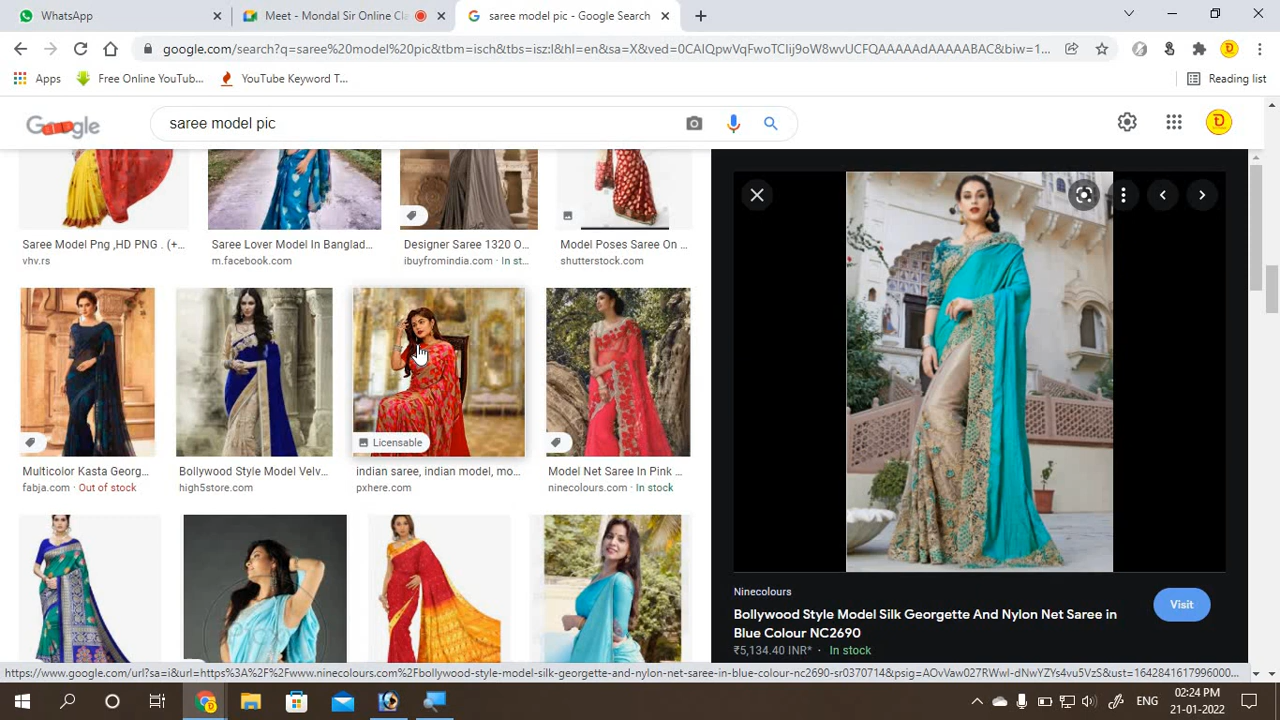 WhatsApp
Meet - Mondal Sir Online Cla
saree model pic - Google Search
google.com/search?q=saree%20model%20pic&tbm=isch&tbs=iszl&hl=en&sa=X&ved=0CAIQpwVqFwoTCIij9oW8wvUCFQAAAAAdAAAAABAC&biw=1...
Apps
Free Online YouTub...
YouTube Keyword T...
Reading list
Google
saree model pic
Saree Model Png ,HD PNG . (+...
vhv.rs
Saree Lover Model In Banglad...
m.facebook.com
Designer Saree 1320 O...
ibuyfromindia.com · In st...
Model Poses Saree On ...
shutterstock.com
Licensable
Multicolor Kasta Georg...
fabja.com · Out of stock
Bollywood Style Model Velv...
high5store.com
indian saree, indian model, mo...
pxhere.com
Model Net Saree In Pink ...
ninecolours.com · In stock
Ninecolours
Bollywood Style Model Silk Georgette And Nylon Net Saree in
Blue Colour NC2690
₹5,134.40 INR* · In stock
Visit
https://www.google.com/url?sa=i&url=https%3A%2F%2Fwww.ninecolours.com%2Fbollywood-style-model-silk-georgette-and-nylon-net-saree-in-blue-colour-nc2690-sr0370714&psig=AOvVaw027RWwl-dNwYZYs4vu5VzS&ust=1642841617996000...
ENG
02:24 PM
21-01-2022